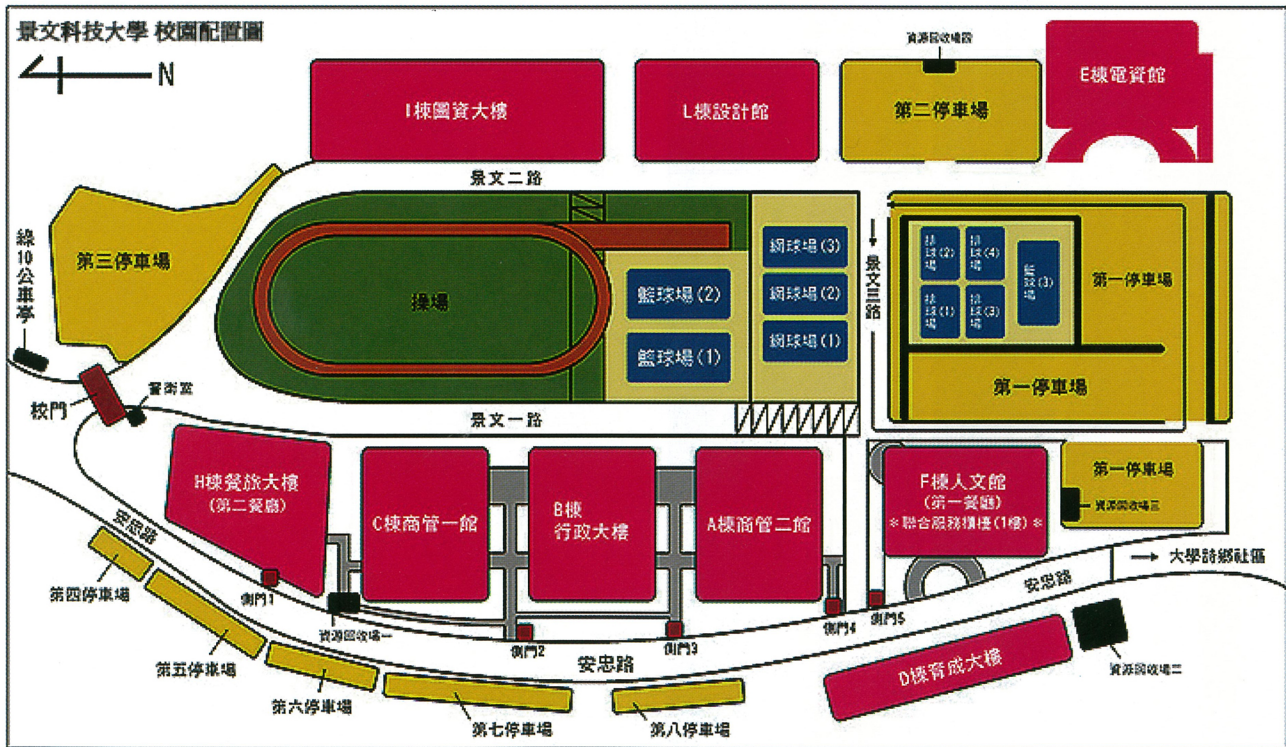 景文科技大學 校園配置圖
N
I棟圖資大樓
L棟設計館
資源回收場四
第二停車場
E棟電資館
景文二路
綠10公車亭
第三停車場
操場
籃球場(2)
籃球場(1)
網球場(3)
網球場(2)
網球場(1)
→景文三路
排球場(2)
排球場(4)
籃球場(3)
排球場(1)
排球場(3)
第一停車場
第一停車場
校門
警衛室
景文一路
H棟餐旅大樓
(第二餐廳)
C棟商管一館
B棟
行政大樓
A棟商管二館
F棟人文館
(第一餐廳)
*聯合服務櫃檯(1樓)*
第一停車場
資源回收場三
安忠路
→ 大學詩鄉社區
安忠路
第四停車場
側門1
資源回收場一
側門2
側門3
側門4
側門5
第五停車場
安忠路
D棟育成大樓
資源回收場二
第六停車場
第七停車場
第八停車場